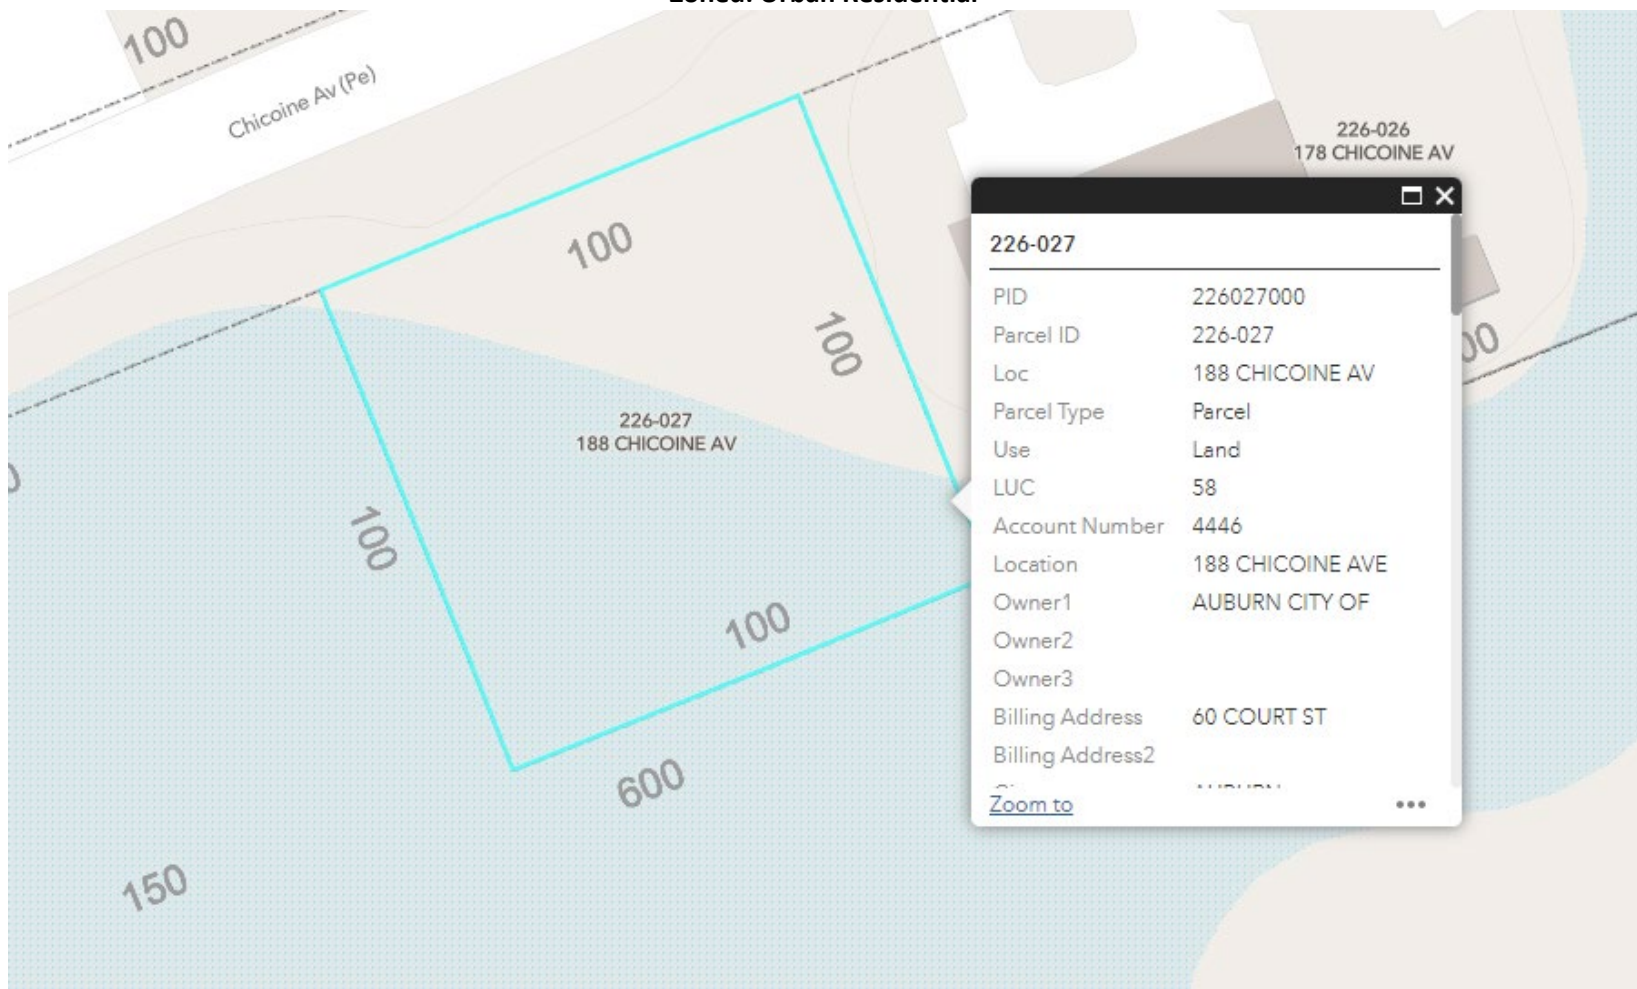 Zoned: Urban Residential
100
Chicoine Av (Pe)
226-026
178 CHICOINE AV
100
100
226-027
188 CHICOINE AV
100
100
600
150
226-027
PID 226027000
Parcel ID 226-027
Loc 188 CHICOINE AV
Parcel Type Parcel
Use Land
LUC 58
Account Number 4446
Location 188 CHICOINE AVE
Owner1 AUBURN CITY OF
Owner2
Owner3
Billing Address 60 COURT ST
Billing Address2
Zoom to